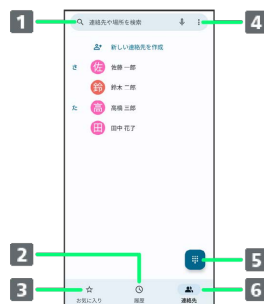 1
連絡先や場所を検索
4
新しい連絡先を作成
さ
佐 佐藤 一郎
鈴 鈴木 二郎
た
高 高橋 三郎
田 田中 花子
5
2
3
6
お気に入り
履歴
連絡先